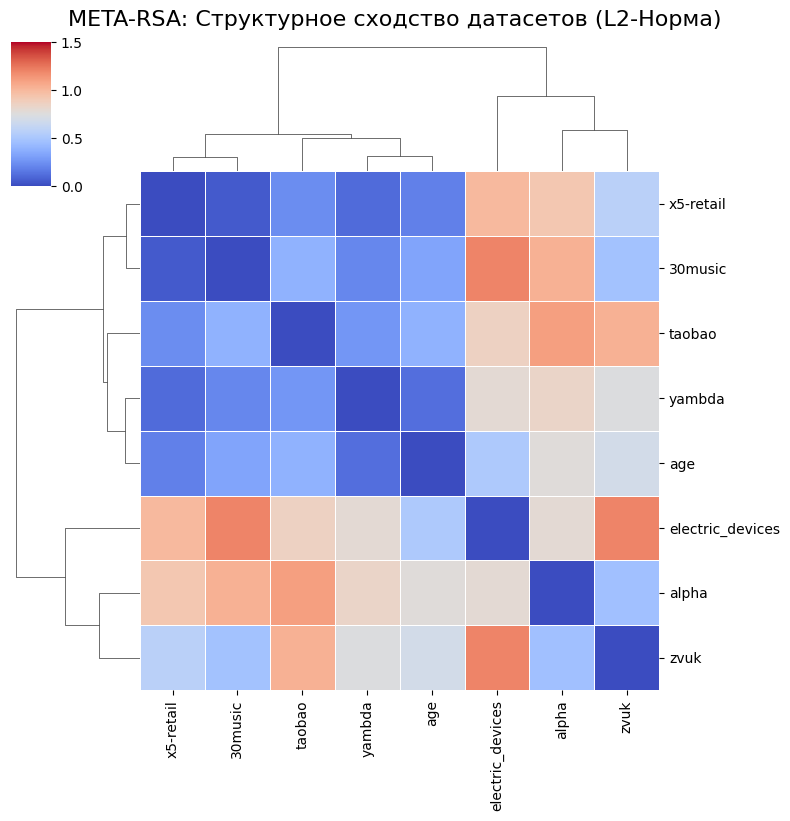 META-RSA: Структурное сходство датасетов (L2-Норма)
1.5
1.0
0.5
0.0
x5-retail
30music
taobao
yambda
age
electric_devices
alpha
zvuk
x5-retail
30music
taobao
yambda
age
electric_devices
alpha
zvuk